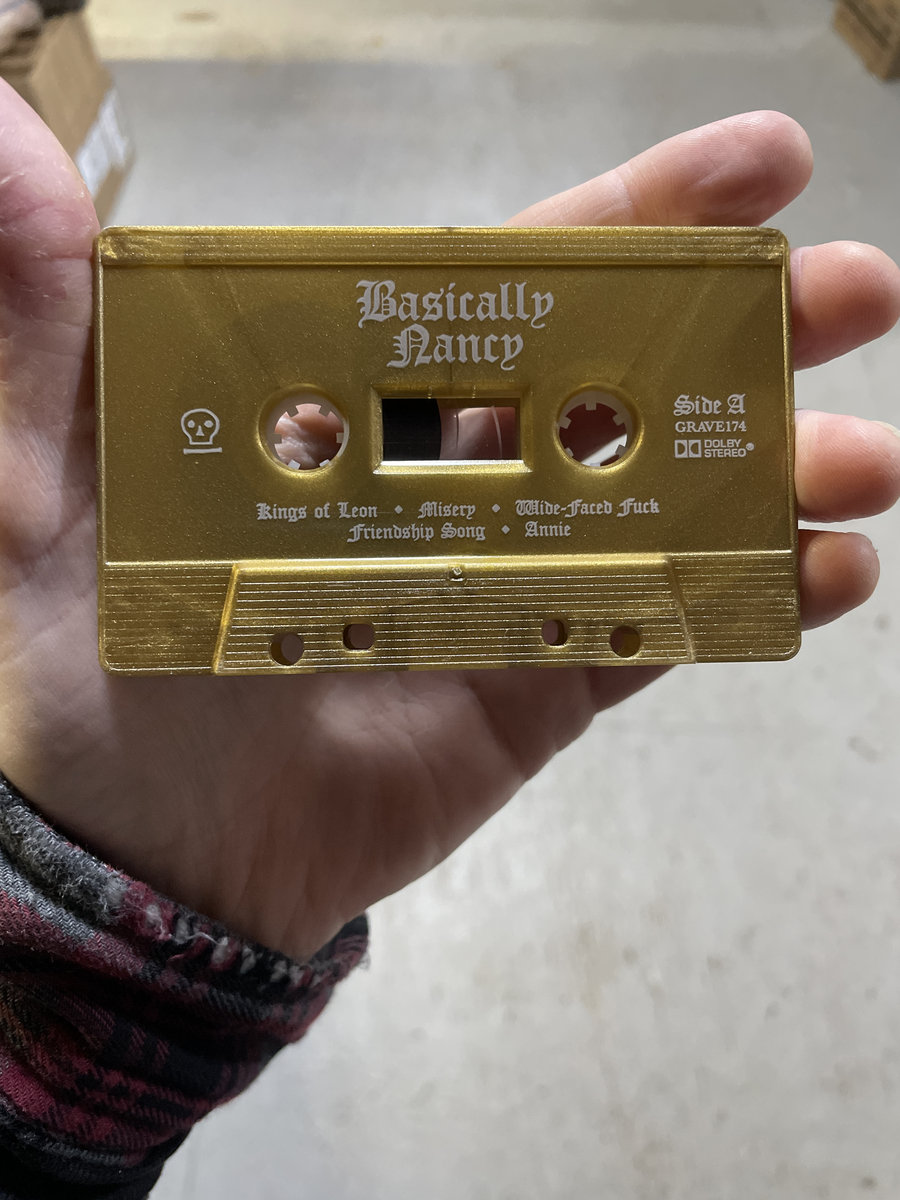 Basically
Nancy
Side A
GRAVE174
DOLBY
STEREO®
Kings of Leon • Misery • Wide-Faced Fuck
Friendship Song • Annie